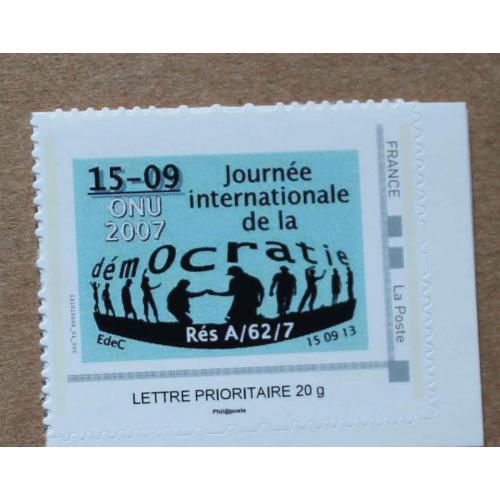 15-09
ONU
2007
Journée
internationale
de la
démocratie
EdeC
Rés A/62/7
15 09 13
FRANCE
La Poste
LETTRE PRIORITAIRE 20 g
Phil@poste